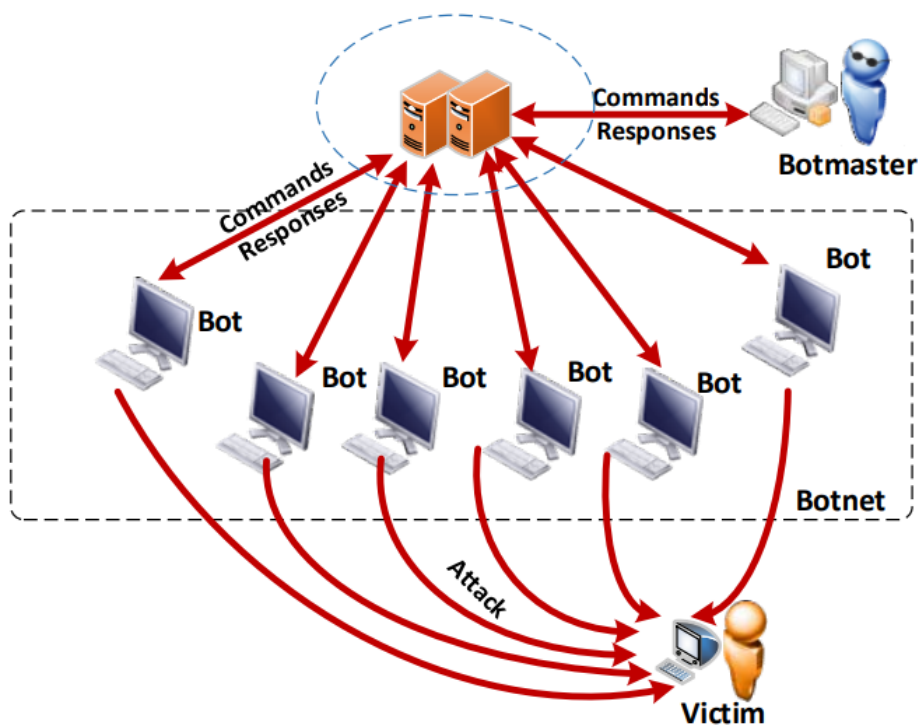 Commands
Responses
Botmaster
Commands
Responses
Bot
Bot
Bot
Bot
Bot
Bot
Botnet
Attack
Victim